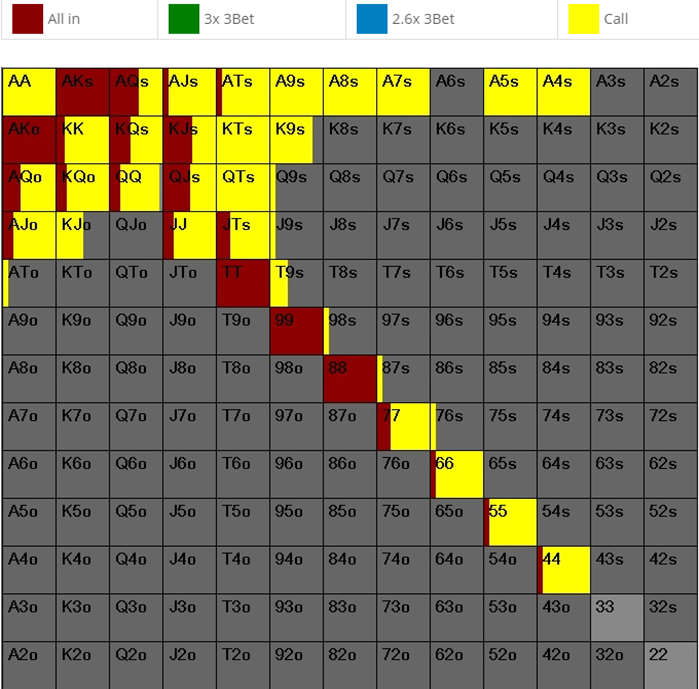 All in 3x 3Bet 2.6x 3Bet Call
AA AKs AQs AJs ATs A9s A8s A7s A6s A5s A4s A3s A2s
AKo KK KQs KJs KTs K9s K8s K7s K6s K5s K4s K3s K2s
AQo KQo QQ QJs QTs Q9s Q8s Q7s Q6s Q5s Q4s Q3s Q2s
AJo KJo QJo JJ JTs J9s J8s J7s J6s J5s J4s J3s J2s
ATo KTo QTo JTo TT T9s T8s T7s T6s T5s T4s T3s T2s
A9o K9o Q9o J9o T9o 99 98s 97s 96s 95s 94s 93s 92s
A8o K8o Q8o J8o T8o 98o 88 87s 86s 85s 84s 83s 82s
A7o K7o Q7o J7o T7o 97o 87o 77 76s 75s 74s 73s 72s
A6o K6o Q6o J6o T6o 96o 86o 76o 66 65s 64s 63s 62s
A5o K5o Q5o J5o T5o 95o 85o 75o 65o 55 54s 53s 52s
A4o K4o Q4o J4o T4o 94o 84o 74o 64o 54o 44 43s 42s
A3o K3o Q3o J3o T3o 93o 83o 73o 63o 53o 43o 33 32s
A2o K2o Q2o J2o T2o 92o 82o 72o 62o 52o 42o 32o 22